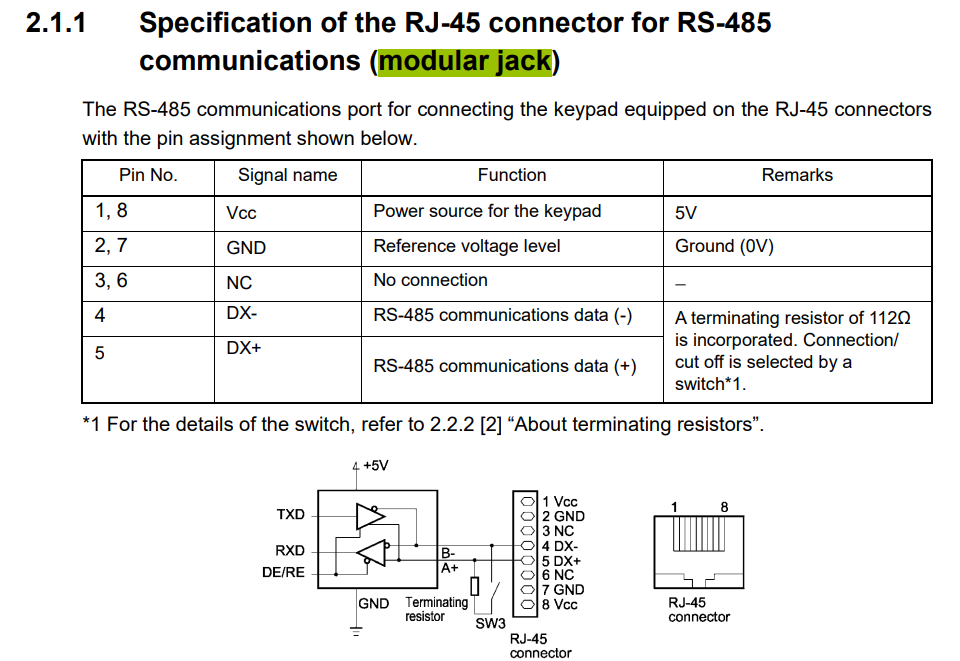 2.1.1 Specification of the RJ-45 connector for RS-485
communications (modular jack)
The RS-485 communications port for connecting the keypad equipped on the RJ-45 connectors
with the pin assignment shown below.
Pin No. Signal name Function Remarks
1, 8 Vcc Power source for the keypad 5V
2, 7 GND Reference voltage level Ground (0V)
3, 6 NC No connection –
4 DX- RS-485 communications data (-) A terminating resistor of 112Ω
is incorporated. Connection/
cut off is selected by a
switch*1.
5 DX+ RS-485 communications data (+)
*1 For the details of the switch, refer to 2.2.2 [2] “About terminating resistors”.
+5V
TXD
RXD
DE/RE
GND
B-
A+
Terminating
resistor
SW3
1 Vcc
2 GND
3 NC
4 DX-
5 DX+
6 NC
7 GND
8 Vcc
RJ-45
connector
1 8
RJ-45
connector